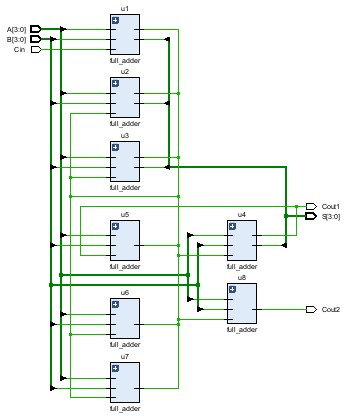 u1
A[3:0]
B[3:0]
Cin
full_adder
u2
full_adder
u3
full_adder
Cout1
S[3:0]
u5
u4
full_adder
full_adder
u8
u6
Cout2
full_adder
full_adder
u7
full_adder